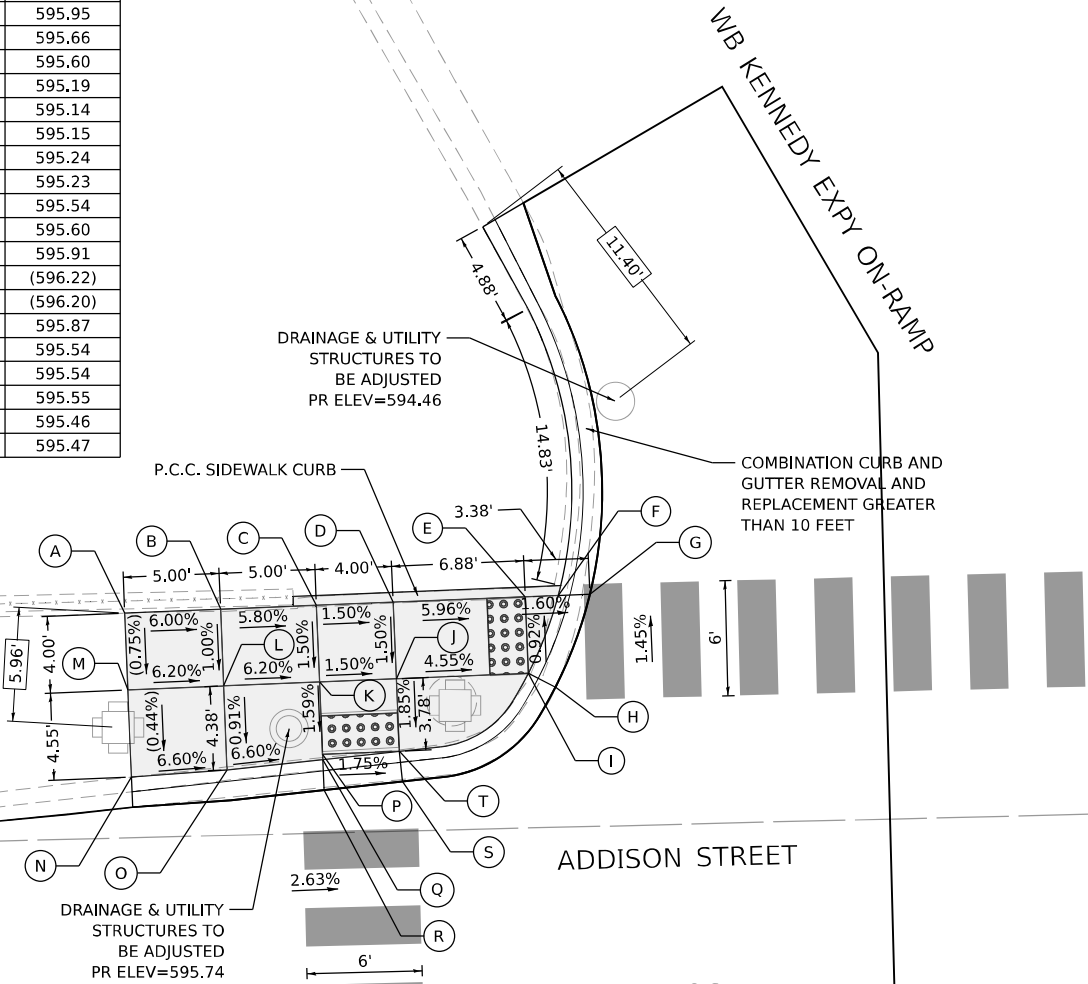 595.95
595.66
595.60
595.19
595.14
595.15
595.24
595.23
595.54
595.60
595.91
(596.22)
(596.20)
595.87
595.54
595.54
595.55
595.46
595.47
WB KENNEDY EXPY ON-RAMP
11.40'
4.88'
14.83'
DRAINAGE & UTILITY
STRUCTURES TO
BE ADJUSTED
PR ELEV=594.46
COMBINATION CURB AND
GUTTER REMOVAL AND
REPLACEMENT GREATER
THAN 10 FEET
P.C.C. SIDEWALK CURB
3.38'
A
B
C
D
E
F
G
5.00'
5.00'
4.00'
6.88'
5.96'
4.00'
4.55'
6.00%
5.80%
1.50%
5.96%
1.60%
(0.75%)
1.00%
1.50%
1.50%
0.92%
1.45%
6'
L
J
M
6.20%
6.20%
1.50%
4.55%
K
H
(0.44%)
4.38'
0.91%
1.59%
1.85%
3.78'
6.60%
6.60%
1.75%
I
P
T
N
O
S
Q
R
ADDISON STREET
2.63%
DRAINAGE & UTILITY
STRUCTURES TO
BE ADJUSTED
PR ELEV=595.74
6'